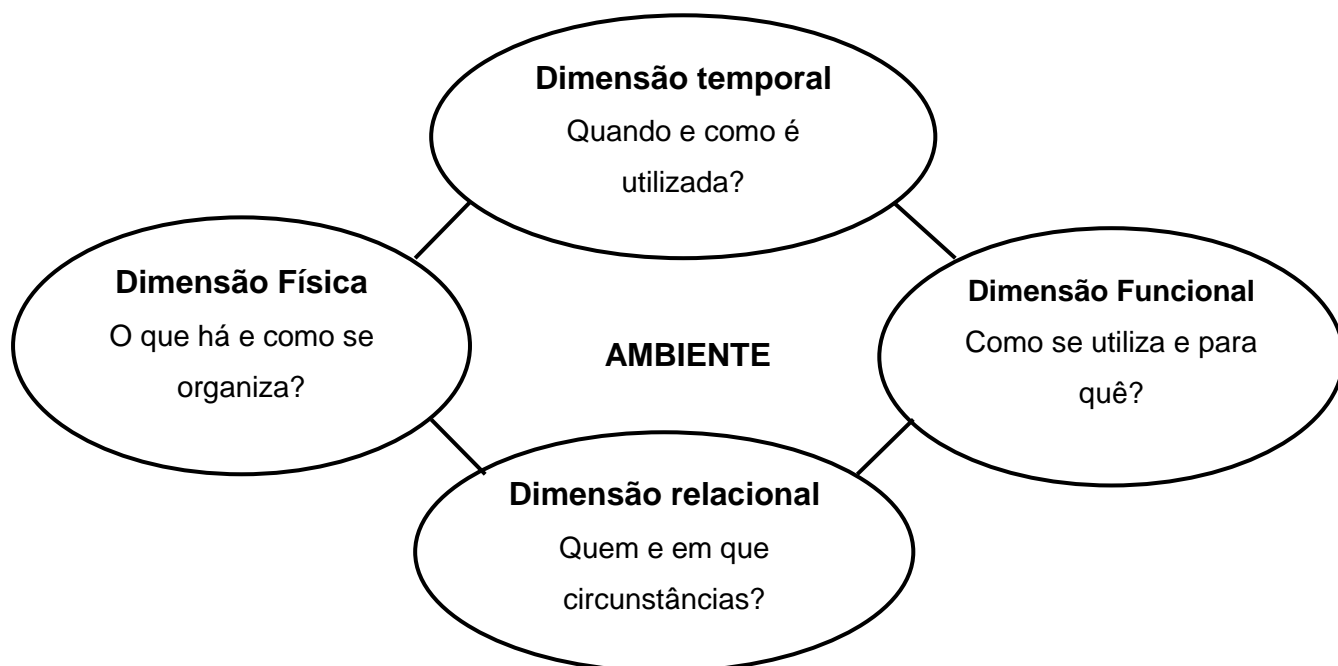 Dimensão temporal
Quando e como é
utilizada?
Dimensão Física
O que há e como se
organiza?
AMBIENTE
Dimensão Funcional
Como se utiliza e para
quê?
Dimensão relacional
Quem e em que
circunstâncias?